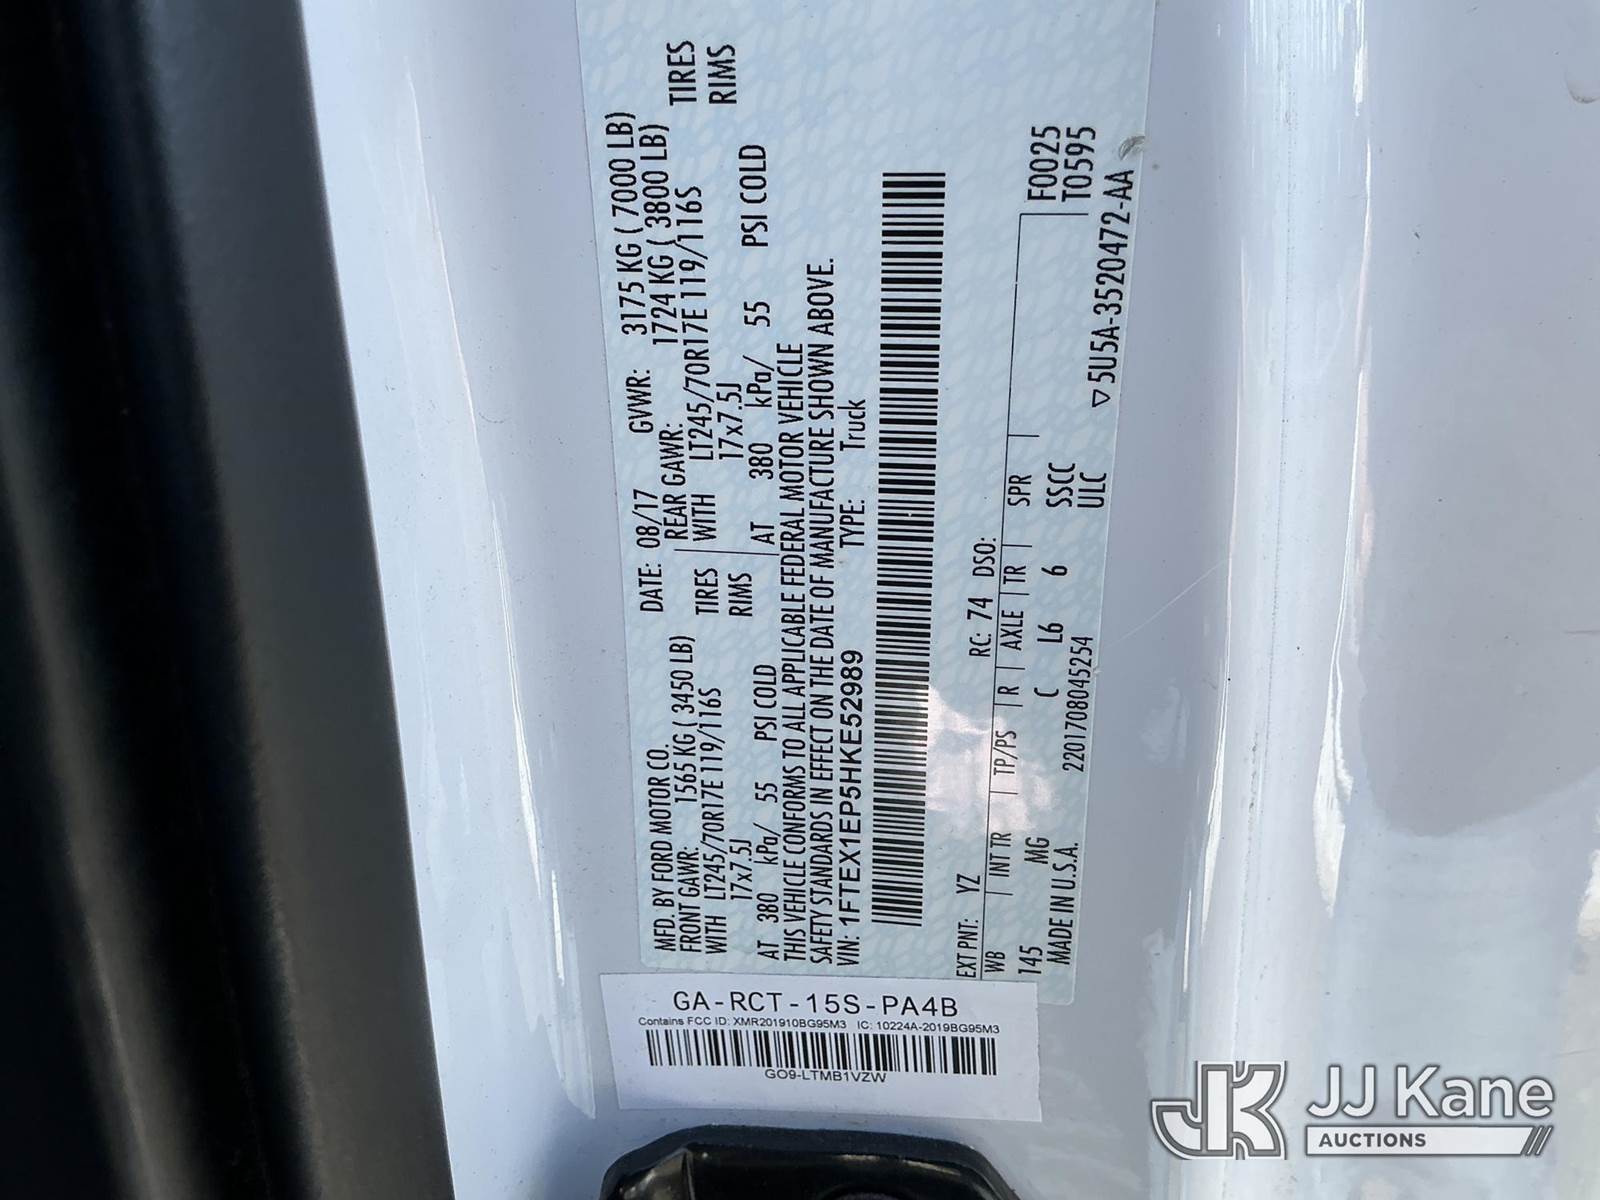 MFD. BY FORD MOTOR CO.
DATE: 08/17 GVWR: 3175 KG ( 7000 LB)
FRONT GAWR: 1565 KG ( 3450 LB)
REAR GAWR: 1724 KG ( 3800 LB)
WITH LT245/70R17E 119/116S TIRES
WITH LT245/70R17E 119/116S TIRES
17x7.5J RIMS
17x7.5J RIMS
AT 380 kPa/ 55 PSI COLD
AT 380 kPa/ 55 PSI COLD
THIS VEHICLE CONFORMS TO ALL APPLICABLE FEDERAL MOTOR VEHICLE
SAFETY STANDARDS IN EFFECT ON THE DATE OF MANUFACTURE SHOWN ABOVE.
VIN: 1FTEX1EP5HKE52989 TYPE: Truck
F0025
T0595
EXT PNT: YZ RC: 74 DSO:
WB INT TR TP/PS R AXLE TR SPR
145 MG C L6 6 SSCC
MADE IN U.S.A. 2201708045254 ULC
▽5U5A-3520472-AA
GA-RCT-15S-PA4B
Contains FCC ID: XMR201910BG95M3 IC: 10224A-2019BG95M3
GO9-LTMB1VZW
JK JJ Kane
AUCTIONS